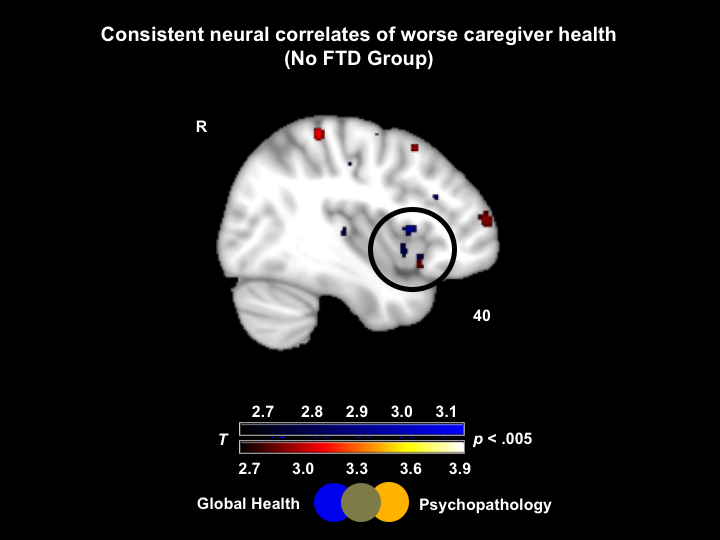 Consistent neural correlates of worse caregiver health
(No FTD Group)
R
40
2.7 2.8 2.9 3.0 3.1
T p < .005
2.7 3.0 3.3 3.6 3.9
Global Health Psychopathology